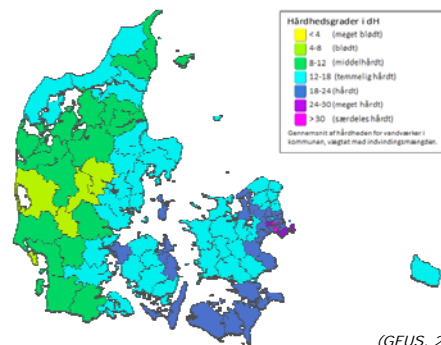 Hårdhedsgrader i dH
< 4 (meget blødt)
4-8 (blødt)
8-12 (middelhårdt)
12-18 (temmelig hårdt)
18-24 (hårdt)
24-30 (meget hårdt)
>30 (særdeles hårdt)
Gennemsnit af hårdheden for vandværker i
kommunen, vægtet med indvindingsmængder.
(GEUS, 2